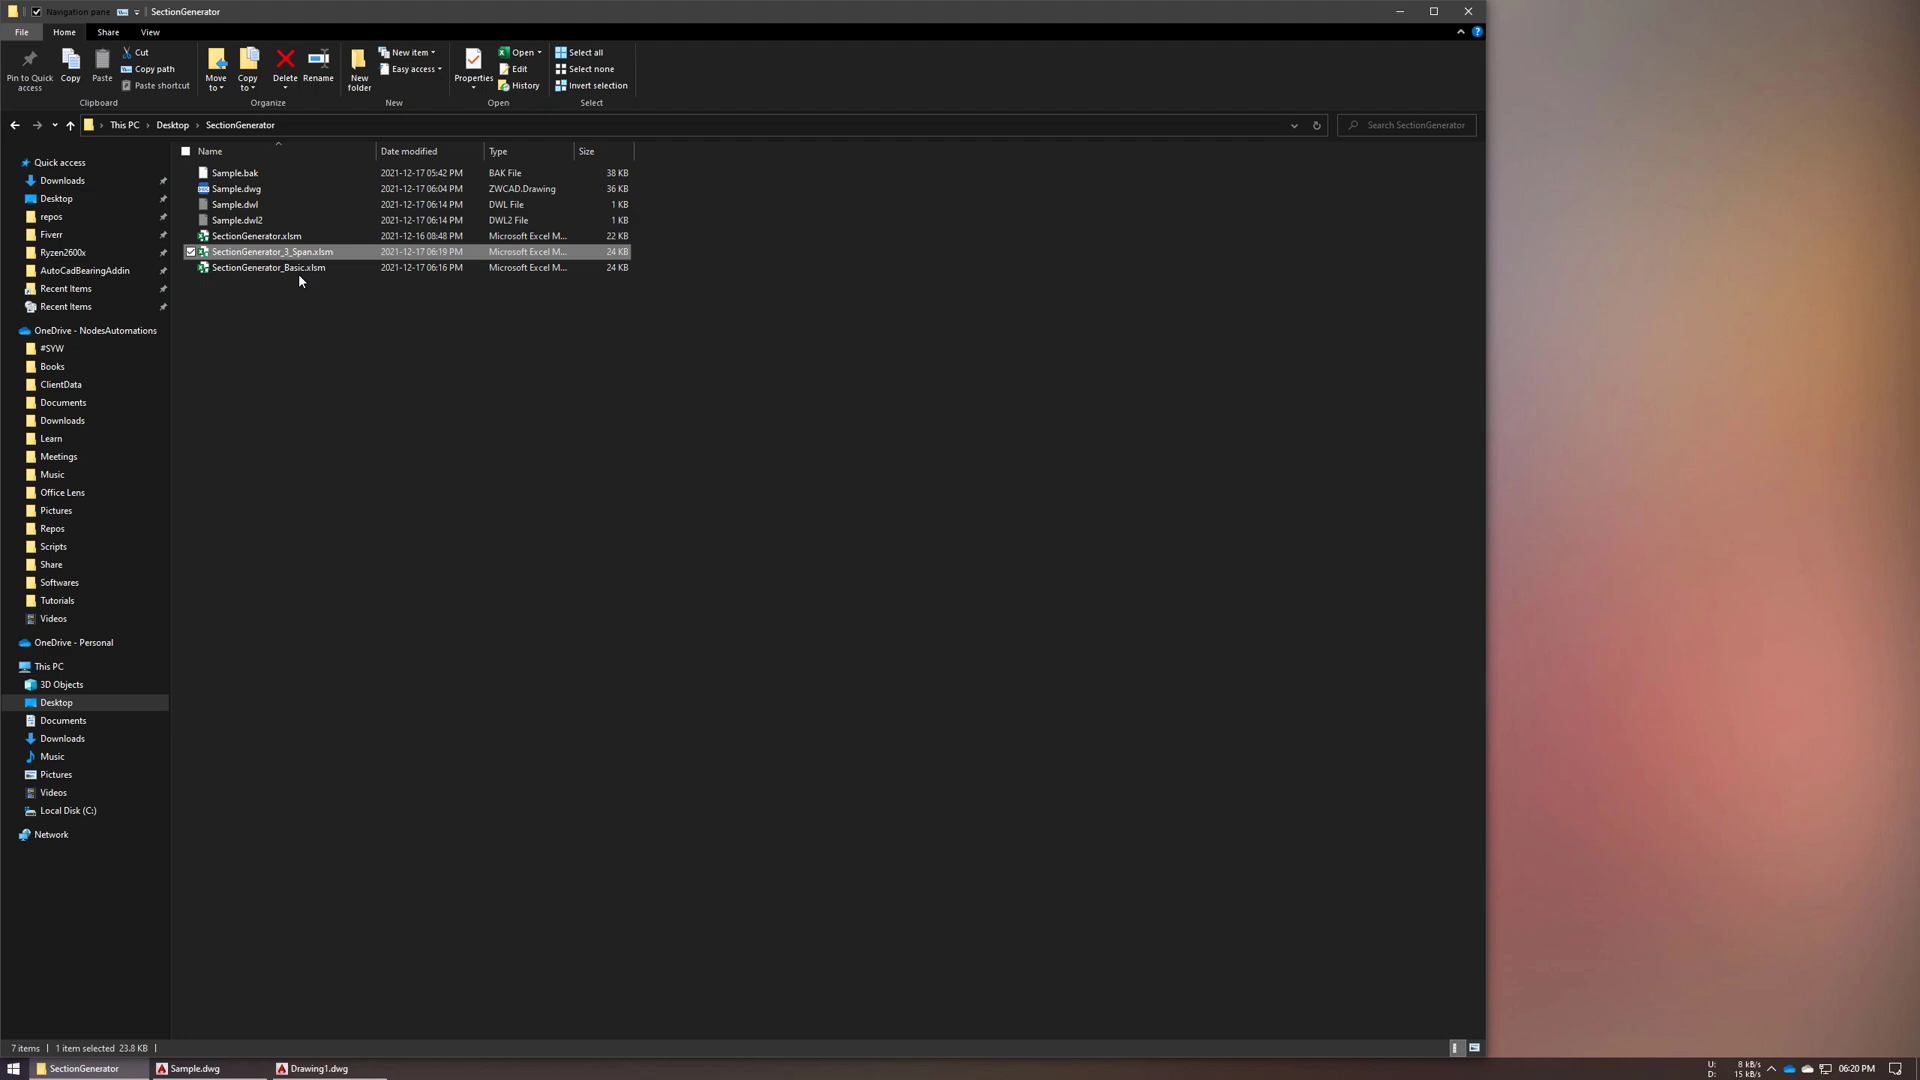 Navigation pane SectionGenerator
File Home Share View
Pin to Quick access
Copy
Paste
Cut
Copy path
Paste shortcut
Clipboard
Move to
Copy to
Delete
Rename
Organize
New folder
New item
Easy access
New
Properties
Open
Edit
History
Open
Select all
Select none
Invert selection
Select
This PC Desktop SectionGenerator
Search SectionGenerator
Name Date modified Type Size
Sample.bak 2021-12-17 05:42 PM BAK File 38 KB
Sample.dwg 2021-12-17 06:04 PM ZWCAD.Drawing 36 KB
Sample.dwl 2021-12-17 06:14 PM DWL File 1 KB
Sample.dwl2 2021-12-17 06:14 PM DWL2 File 1 KB
SectionGenerator.xlsm 2021-12-16 08:48 PM Microsoft Excel M... 22 KB
SectionGenerator_3_Span.xlsm 2021-12-17 06:19 PM Microsoft Excel M... 24 KB
SectionGenerator_Basic.xlsm 2021-12-17 06:16 PM Microsoft Excel M... 24 KB
Quick access
Downloads
Desktop
repos
Fiverr
Ryzen2600x
AutoCadBearingAddin
Recent Items
Recent Items
OneDrive - NodesAutomations
#SYW
Books
ClientData
Documents
Downloads
Learn
Meetings
Music
Office Lens
Pictures
Repos
Scripts
Share
Softwares
Tutorials
Videos
OneDrive - Personal
This PC
3D Objects
Desktop
Documents
Downloads
Music
Pictures
Videos
Local Disk (C:)
Network
7 items 1 item selected 23.8 KB
SectionGenerator Sample.dwg Drawing1.dwg
U: 8 kB/s
D: 15 kB/s
06:20 PM